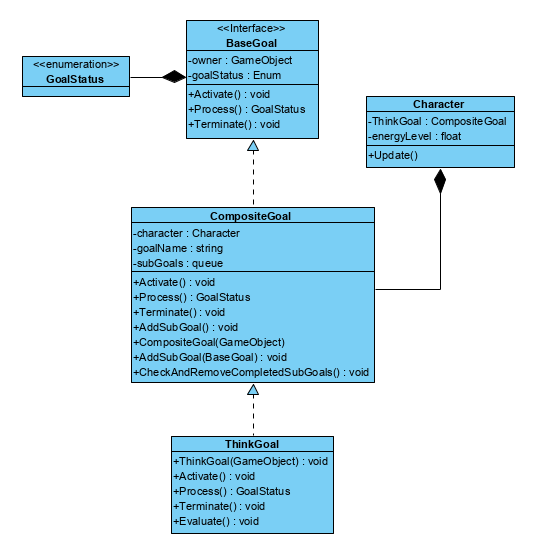 <<Interface>>
BaseGoal
-owner : GameObject
-goalStatus : Enum
+Activate() : void
+Process() : GoalStatus
+Terminate() : void
<<enumeration>>
GoalStatus
Character
-ThinkGoal : CompositeGoal
-energyLevel : float
+Update()
CompositeGoal
-character : Character
-goalName : string
-subGoals : queue
+Activate() : void
+Process() : GoalStatus
+Terminate() : void
+AddSubGoal() : void
+CompositeGoal(GameObject)
+AddSubGoal(BaseGoal) : void
+CheckAndRemoveCompletedSubGoals() : void
ThinkGoal
+ThinkGoal(GameObject) : void
+Activate() : void
+Process() : GoalStatus
+Terminate() : void
+Evaluate() : void